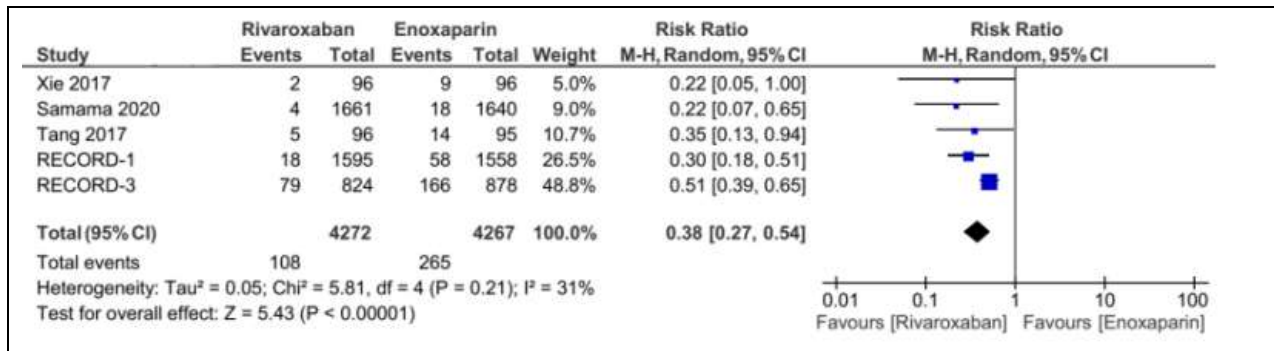 Rivaroxaban Enoxaparin Risk Ratio Risk Ratio
Study Events Total Events Total Weight M-H, Random, 95% CI M-H, Random, 95% CI
Xie 2017 2 96 9 96 5.0% 0.22 [0.05, 1.00]
Samama 2020 4 1661 18 1640 9.0% 0.22 [0.07, 0.65]
Tang 2017 5 96 14 95 10.7% 0.35 [0.13, 0.94]
RECORD-1 18 1595 58 1558 26.5% 0.30 [0.18, 0.51]
RECORD-3 79 824 166 878 48.8% 0.51 [0.39, 0.65]
Total (95% CI) 4272 4267 100.0% 0.38 [0.27, 0.54]
Total events 108 265
Heterogeneity: Tau² = 0.05; Chi² = 5.81, df = 4 (P = 0.21); I² = 31%
Test for overall effect: Z = 5.43 (P < 0.00001)
0.01 0.1 1 10 100
Favours [Rivaroxaban] Favours [Enoxaparin]